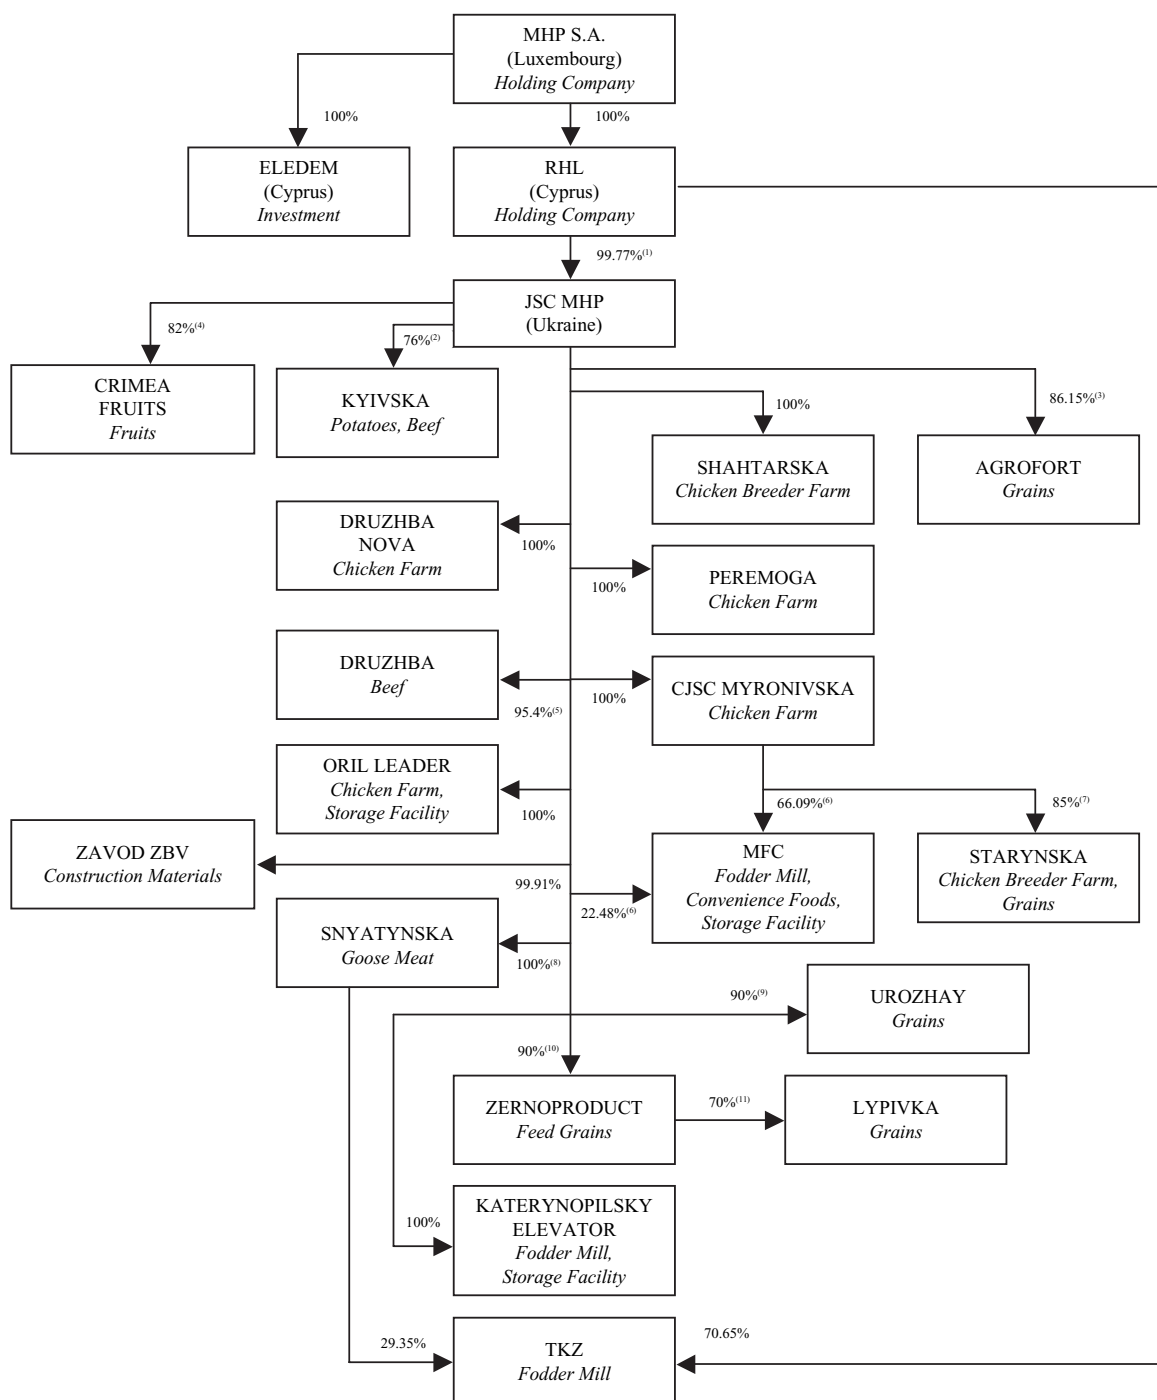 MHP S.A.
(Luxembourg)
Holding Company
100%
100%
ELEDEM
(Cyprus)
Investment
RHL
(Cyprus)
Holding Company
99.77%(1)
JSC MHP
(Ukraine)
82%(4)
76%(2)
CRIMEA
FRUITS
Fruits
KYIVSKA
Potatoes, Beef
100%
86.15%(3)
SHAHTARSKA
Chicken Breeder Farm
AGROFORT
Grains
DRUZHBA
NOVA
Chicken Farm
100%
100%
PEREMOGA
Chicken Farm
DRUZHBA
Beef
95.4%(5)
100%
CJSC MYRONIVSKA
Chicken Farm
ORIL LEADER
Chicken Farm,
Storage Facility
100%
66.09%(6)
85%(7)
ZAVOD ZBV
Construction Materials
99.91%
22.48%(6)
MFC
Fodder Mill,
Convenience Foods,
Storage Facility
STARYNSKA
Chicken Breeder Farm,
Grains
SNYATYNSKA
Goose Meat
100%(8)
90%(9)
UROZHAY
Grains
90%(10)
ZERNOPRODUCT
Feed Grains
70%(11)
LYPIVKA
Grains
100%
KATERYNOPILSKY
ELEVATOR
Fodder Mill,
Storage Facility
29.35%
TKZ
Fodder Mill
70.65%